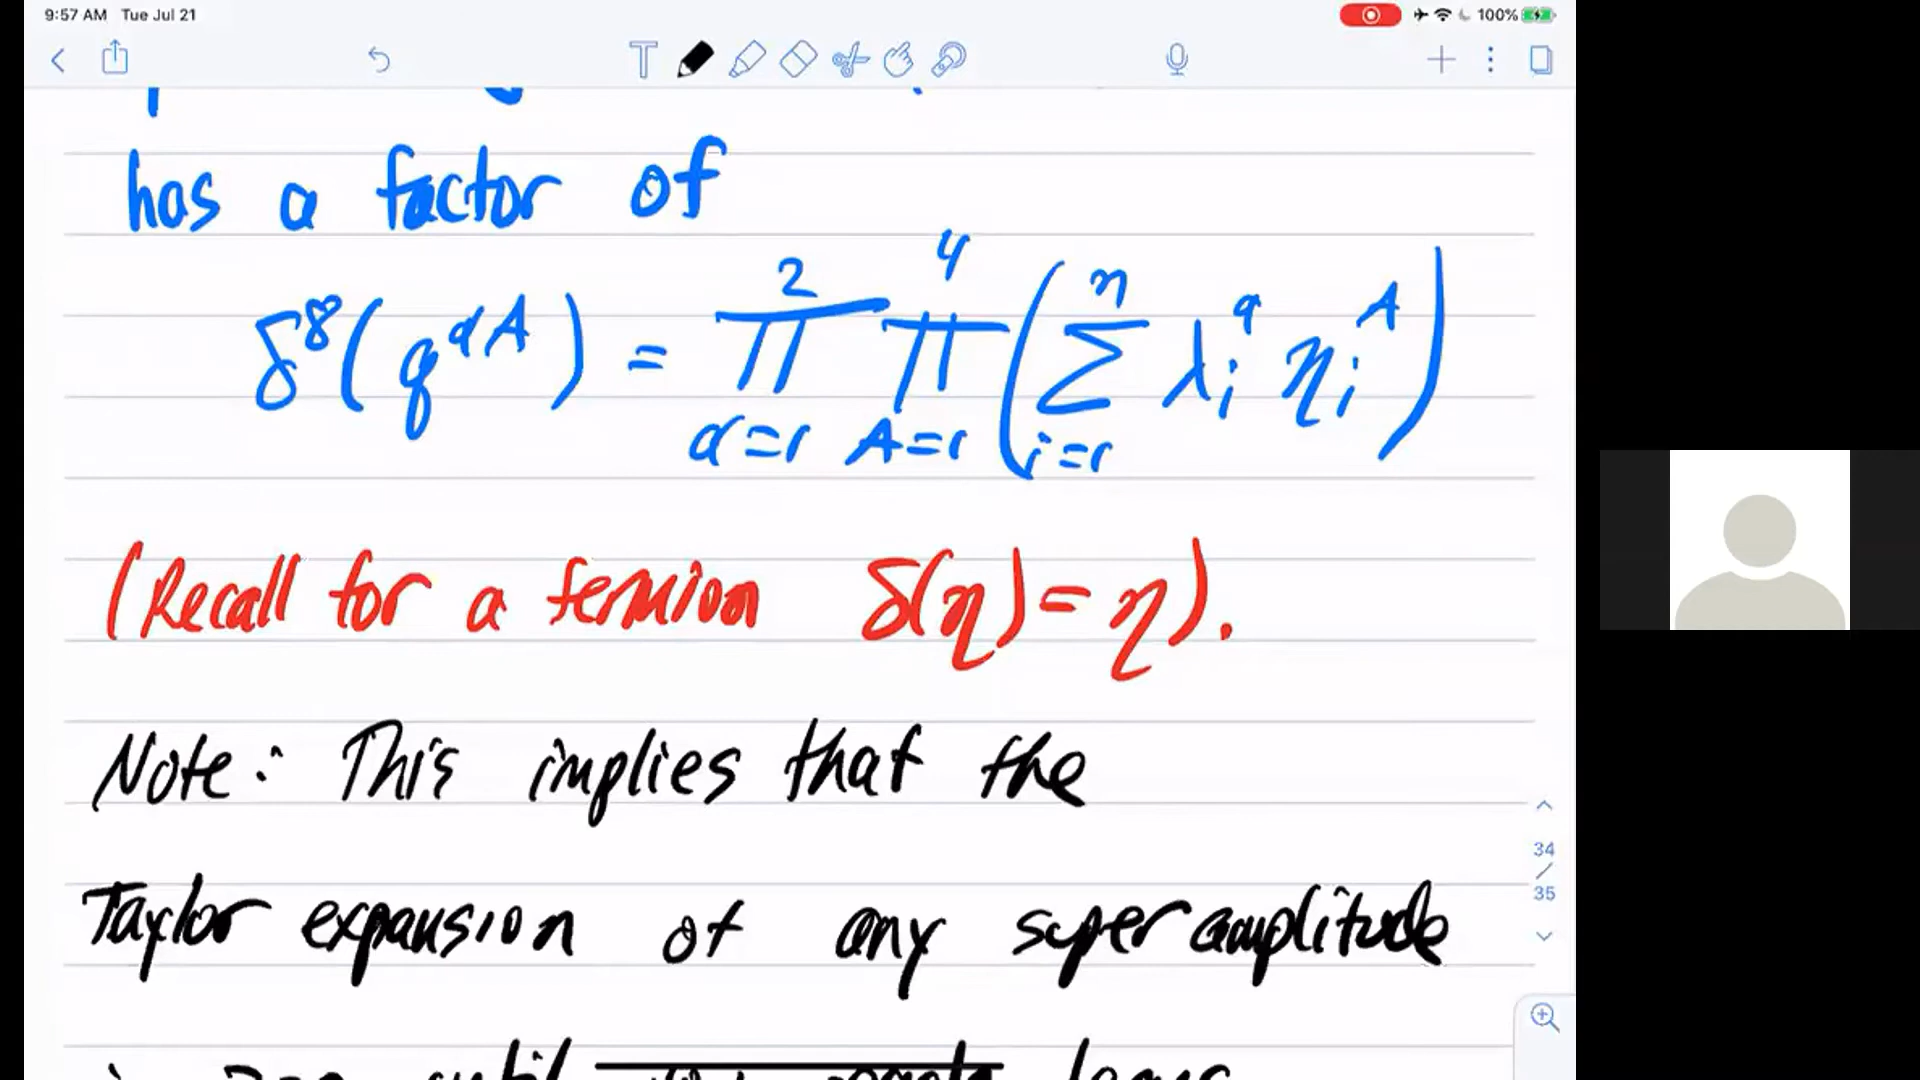 9:57 AM Tue Jul 21
100%
has a factor of
δ⁸(q^{αA}) = ∏_{α=1}^{2} ∏_{A=1}^{4} (∑_{i=1}^{n} λ_i^α η_i^A)
(Recall for a fermion δ(η) = η).
Note: This implies that the
Taylor expansion of any superamplitude
34
/
35
until